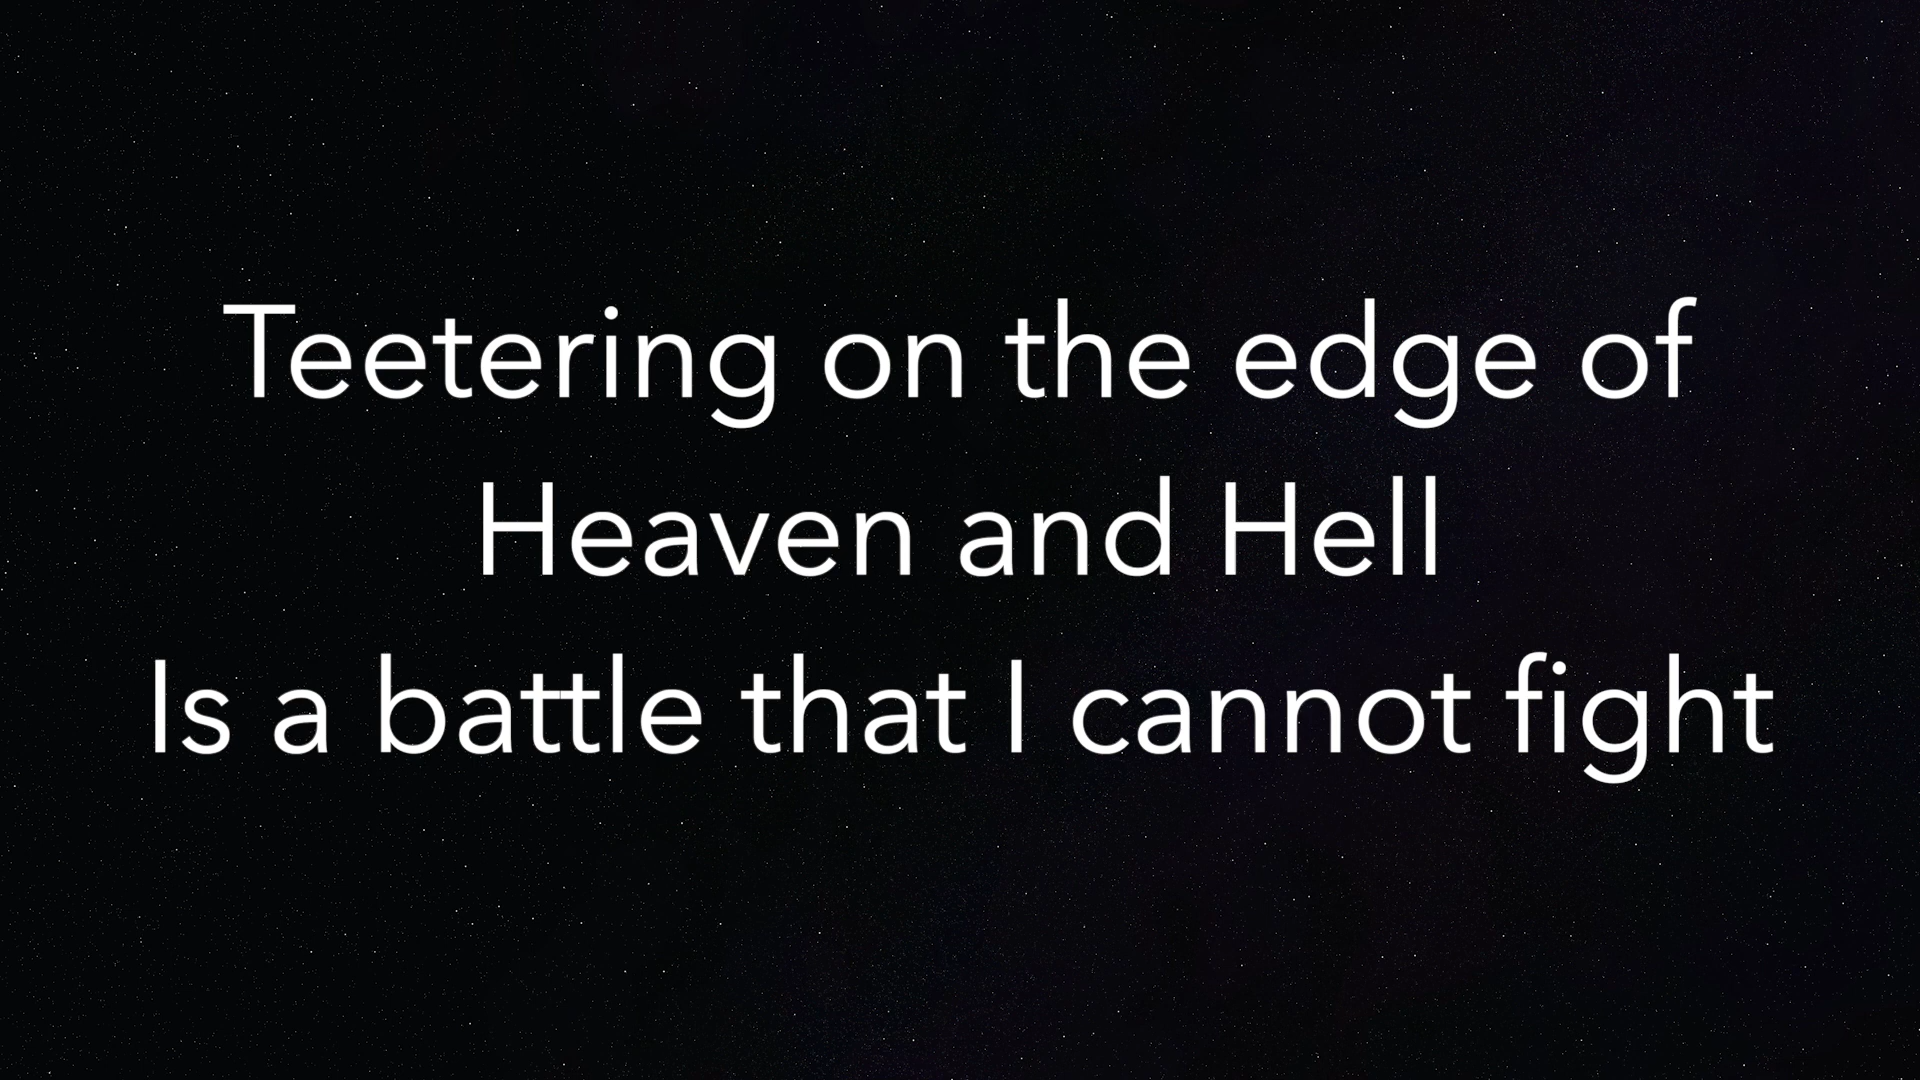 Teetering on the edge of
Heaven and Hell
Is a battle that I cannot fight